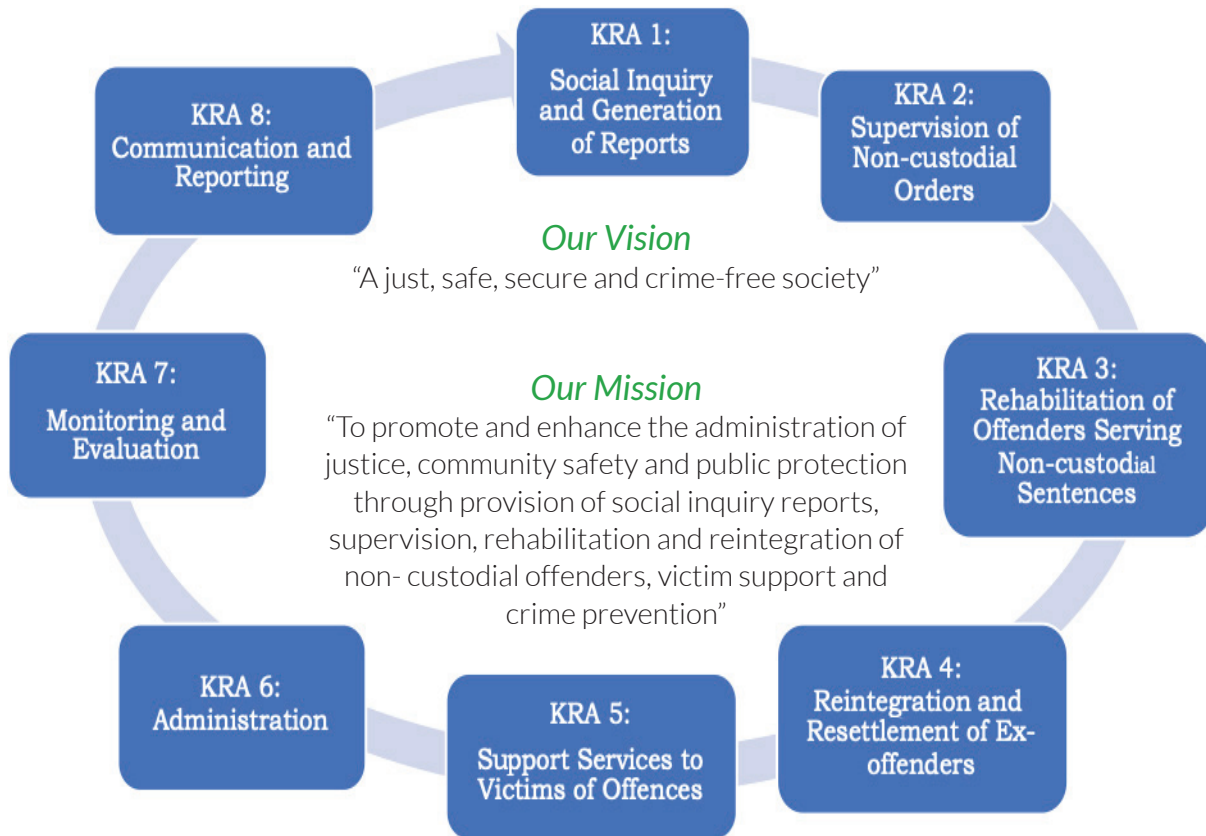 KRA 1:
Social Inquiry
and Generation
of Reports
KRA 2:
Supervision of
Non-custodial
Orders
KRA 3:
Rehabilitation of
Offenders Serving
Non-custodial
Sentences
KRA 4:
Reintegration and
Resettlement of Ex-
offenders
KRA 5:
Support Services to
Victims of Offences
KRA 6:
Administration
KRA 7:
Monitoring and
Evaluation
KRA 8:
Communication and
Reporting
Our Vision
“A just, safe, secure and crime-free society”
Our Mission
“To promote and enhance the administration of
justice, community safety and public protection
through provision of social inquiry reports,
supervision, rehabilitation and reintegration of
non- custodial offenders, victim support and
crime prevention”